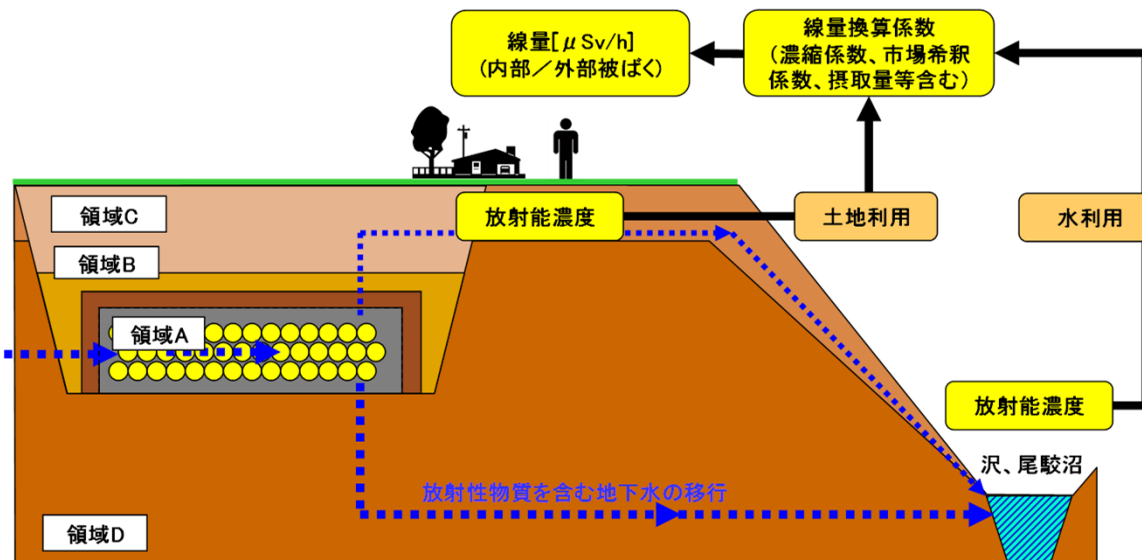 線量[μSv/h]
(内部／外部被ばく)
線量換算係数
(濃縮係数、市場希釈
係数、摂取量等含む)
領域C
放射能濃度
土地利用
水利用
領域B
領域A
放射能濃度
沢、尾駮沼
放射性物質を含む地下水の移行
領域D